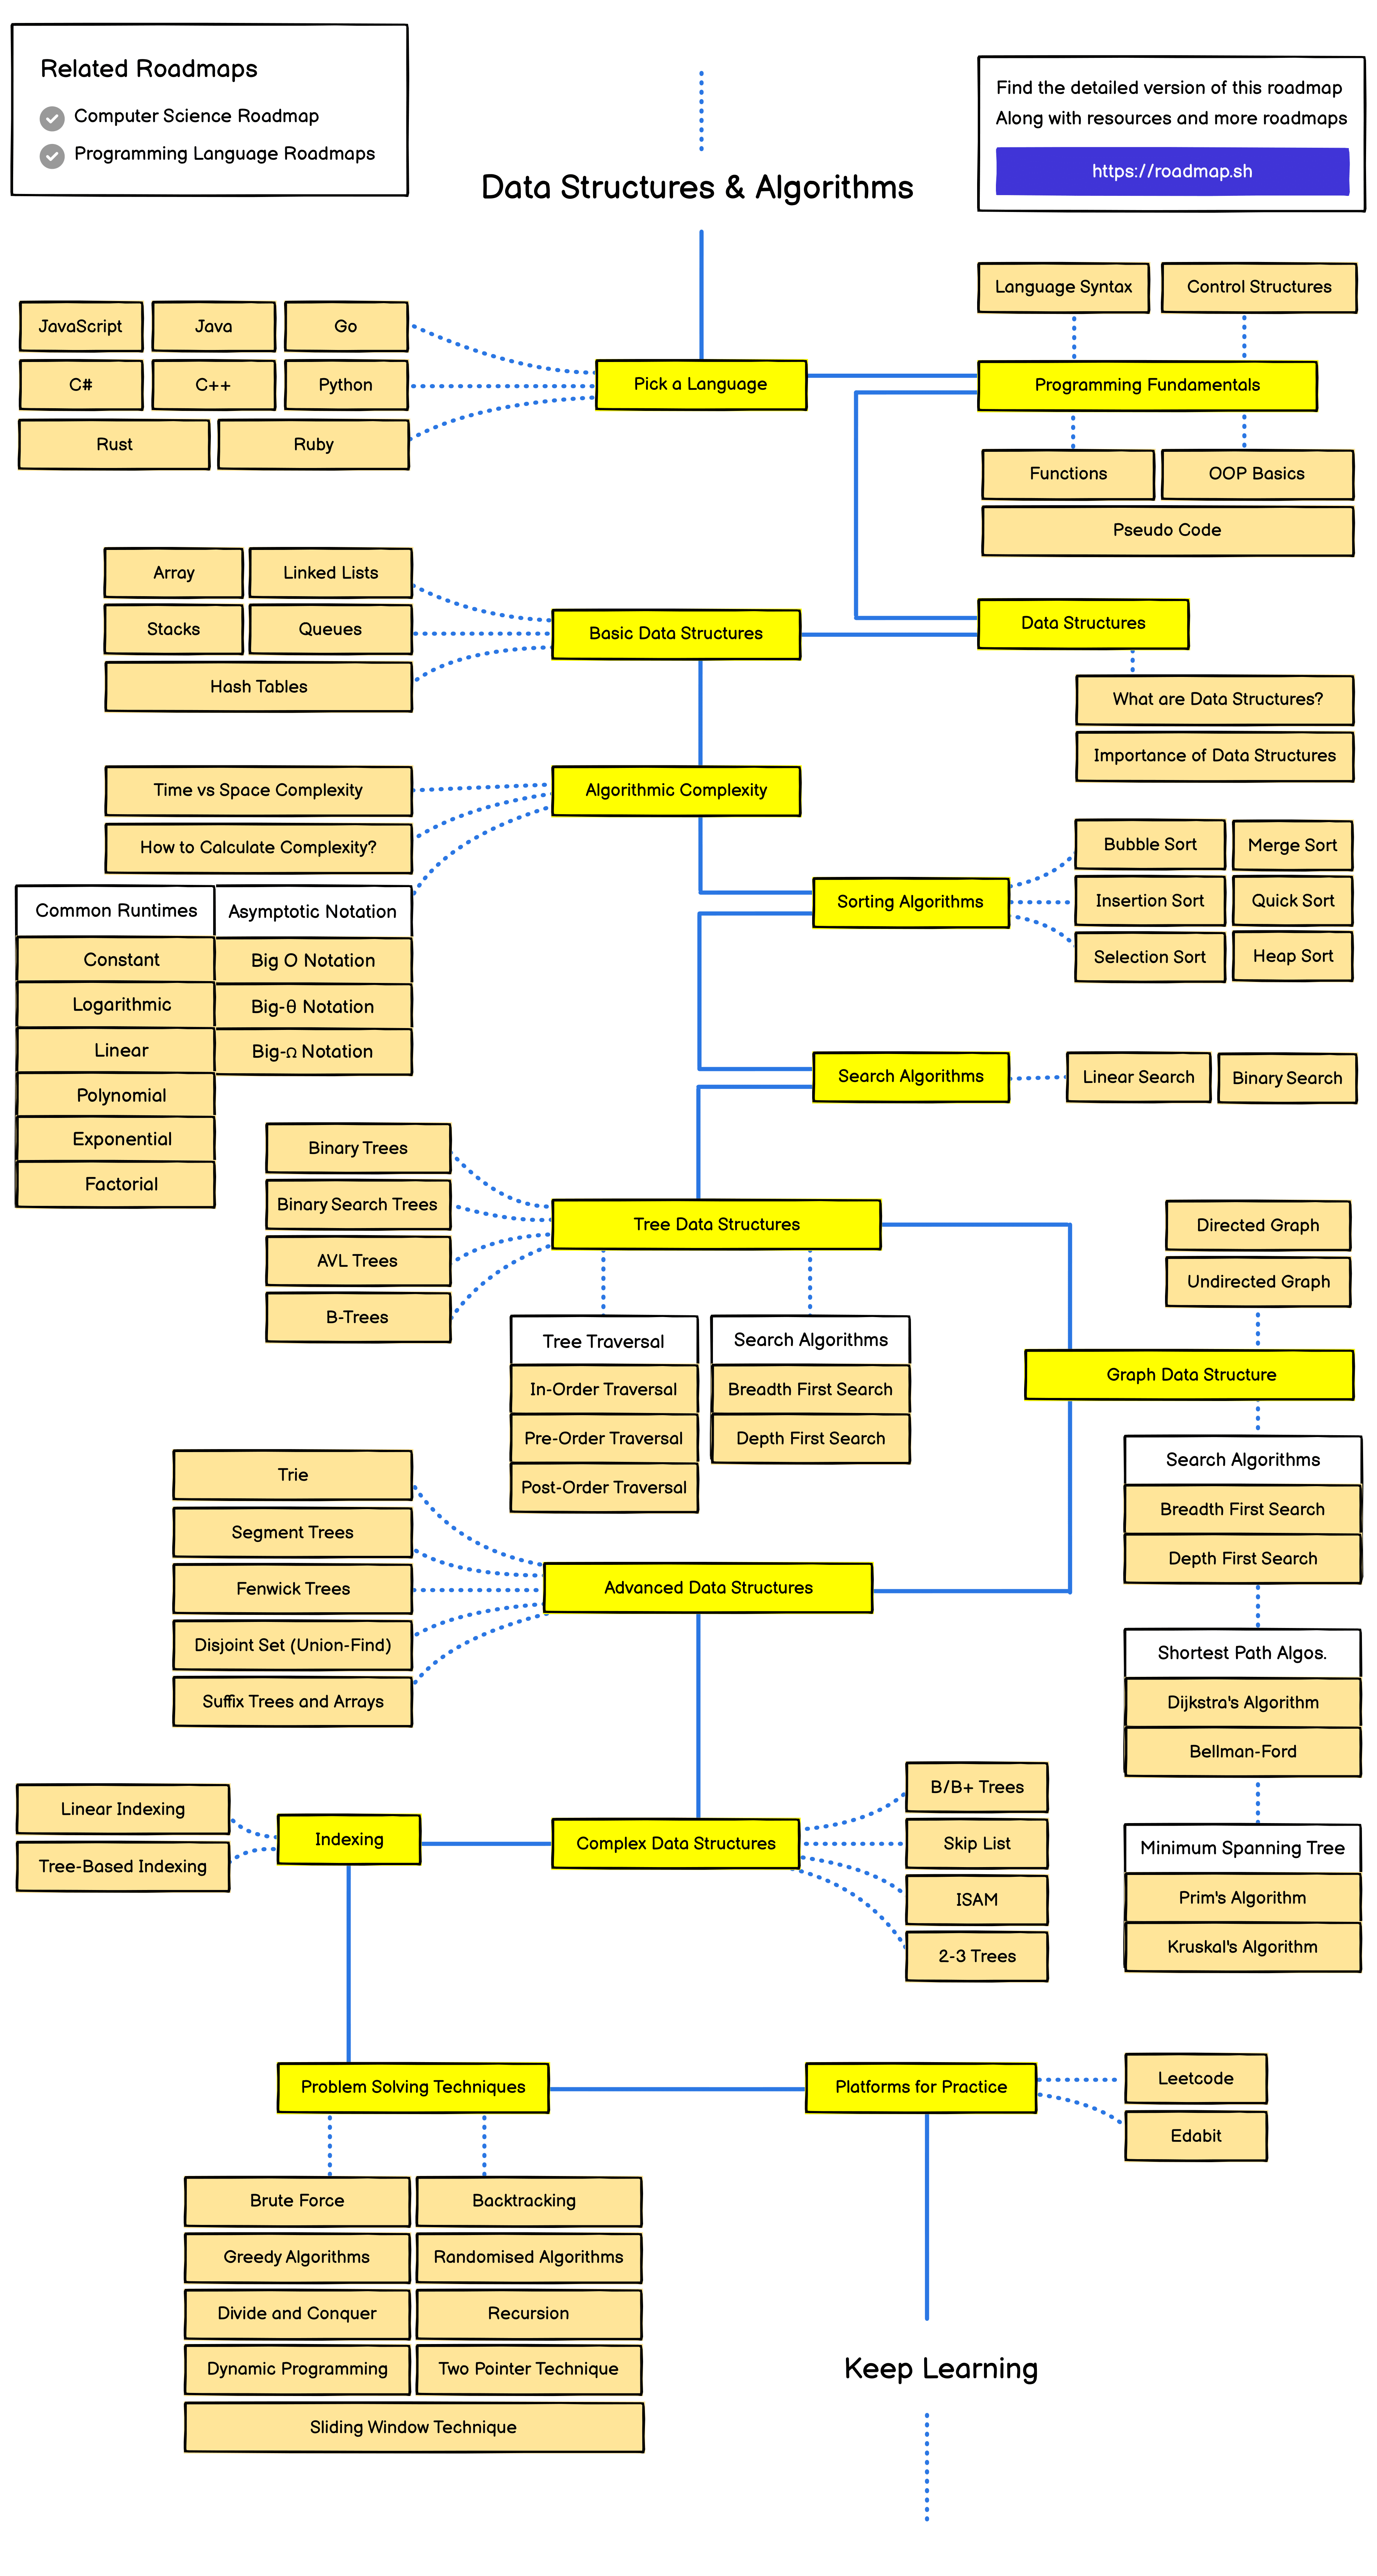 Related Roadmaps
Computer Science Roadmap
Programming Language Roadmaps
Find the detailed version of this roadmap
Along with resources and more roadmaps
https://roadmap.sh
Data Structures & Algorithms
Language Syntax
Control Structures
JavaScript
Java
Go
C#
C++
Python
Rust
Ruby
Pick a Language
Programming Fundamentals
Functions
OOP Basics
Pseudo Code
Array
Linked Lists
Stacks
Queues
Hash Tables
Basic Data Structures
Data Structures
What are Data Structures?
Importance of Data Structures
Time vs Space Complexity
How to Calculate Complexity?
Algorithmic Complexity
Common Runtimes
Constant
Logarithmic
Linear
Polynomial
Exponential
Factorial
Asymptotic Notation
Big O Notation
Big-θ Notation
Big-Ω Notation
Sorting Algorithms
Bubble Sort
Merge Sort
Insertion Sort
Quick Sort
Selection Sort
Heap Sort
Search Algorithms
Linear Search
Binary Search
Binary Trees
Binary Search Trees
AVL Trees
B-Trees
Tree Data Structures
Tree Traversal
In-Order Traversal
Pre-Order Traversal
Post-Order Traversal
Search Algorithms
Breadth First Search
Depth First Search
Directed Graph
Undirected Graph
Graph Data Structure
Search Algorithms
Breadth First Search
Depth First Search
Shortest Path Algos.
Dijkstra's Algorithm
Bellman-Ford
Minimum Spanning Tree
Prim's Algorithm
Kruskal's Algorithm
Trie
Segment Trees
Fenwick Trees
Disjoint Set (Union-Find)
Suffix Trees and Arrays
Advanced Data Structures
Linear Indexing
Tree-Based Indexing
Indexing
Complex Data Structures
B/B+ Trees
Skip List
ISAM
2-3 Trees
Problem Solving Techniques
Platforms for Practice
Leetcode
Edabit
Brute Force
Backtracking
Greedy Algorithms
Randomised Algorithms
Divide and Conquer
Recursion
Dynamic Programming
Two Pointer Technique
Sliding Window Technique
Keep Learning